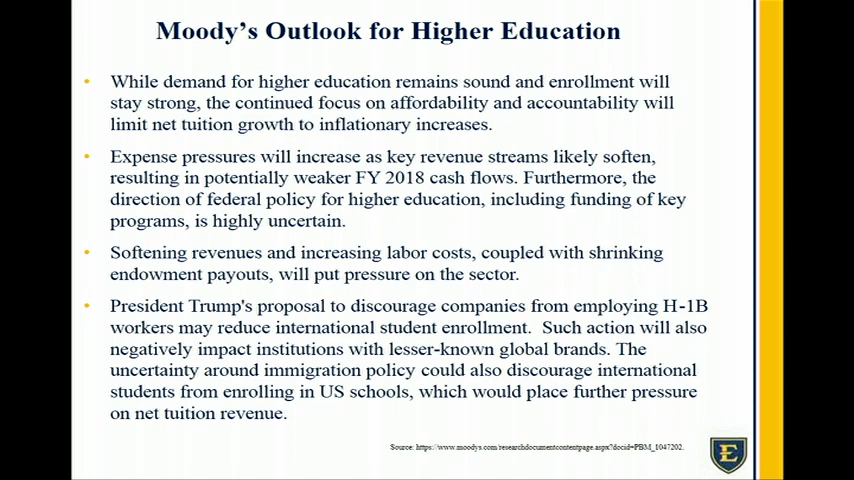 Moody's Outlook for Higher Education
• While demand for higher education remains sound and enrollment will
stay strong, the continued focus on affordability and accountability will
limit net tuition growth to inflationary increases.
• Expense pressures will increase as key revenue streams likely soften,
resulting in potentially weaker FY 2018 cash flows. Furthermore, the
direction of federal policy for higher education, including funding of key
programs, is highly uncertain.
• Softening revenues and increasing labor costs, coupled with shrinking
endowment payouts, will put pressure on the sector.
• President Trump's proposal to discourage companies from employing H-1B
workers may reduce international student enrollment. Such action will also
negatively impact institutions with lesser-known global brands. The
uncertainty around immigration policy could also discourage international
students from enrolling in US schools, which would place further pressure
on net tuition revenue.
Source: https://www.moodys.com/researchdocumentcontentpage.aspx?docid=PBM_1047202.
E